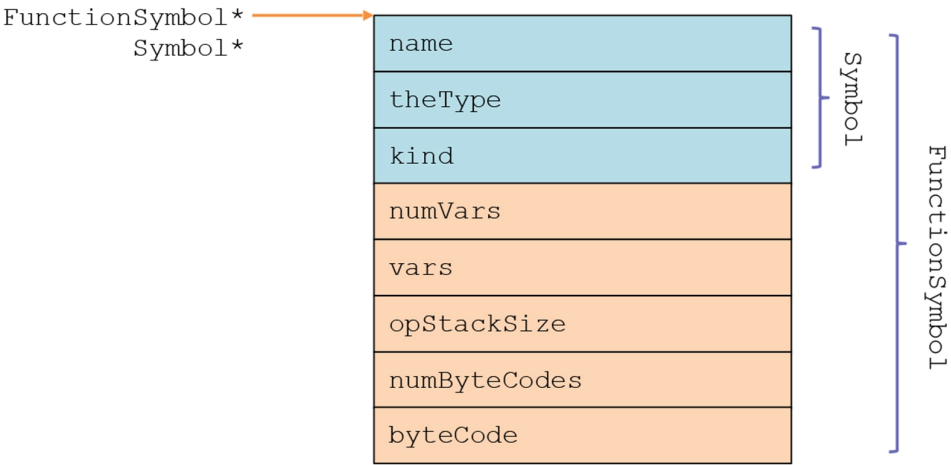 FunctionSymbol*
Symbol*
name
theType
kind
numVars
vars
opStackSize
numByteCodes
byteCode
Symbol
FunctionSymbol